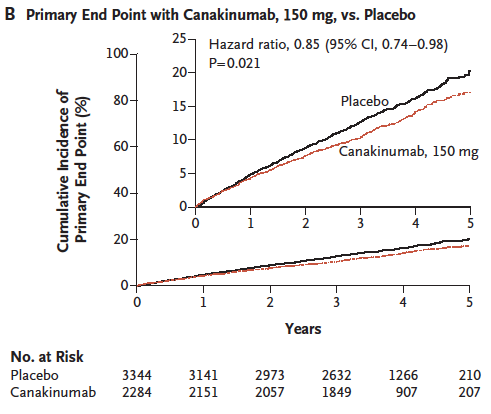 B Primary End Point with Canakinumab, 150 mg, vs. Placebo
Hazard ratio, 0.85 (95% CI, 0.74–0.98)
P=0.021
Cumulative Incidence of
Primary End Point (%)
100
80
60
40
20
0
25
20
15
10
5
0
Placebo
Canakinumab, 150 mg
0 1 2 3 4 5
0 1 2 3 4 5
Years
No. at Risk
Placebo 3344 3141 2973 2632 1266 210
Canakinumab 2284 2151 2057 1849 907 207